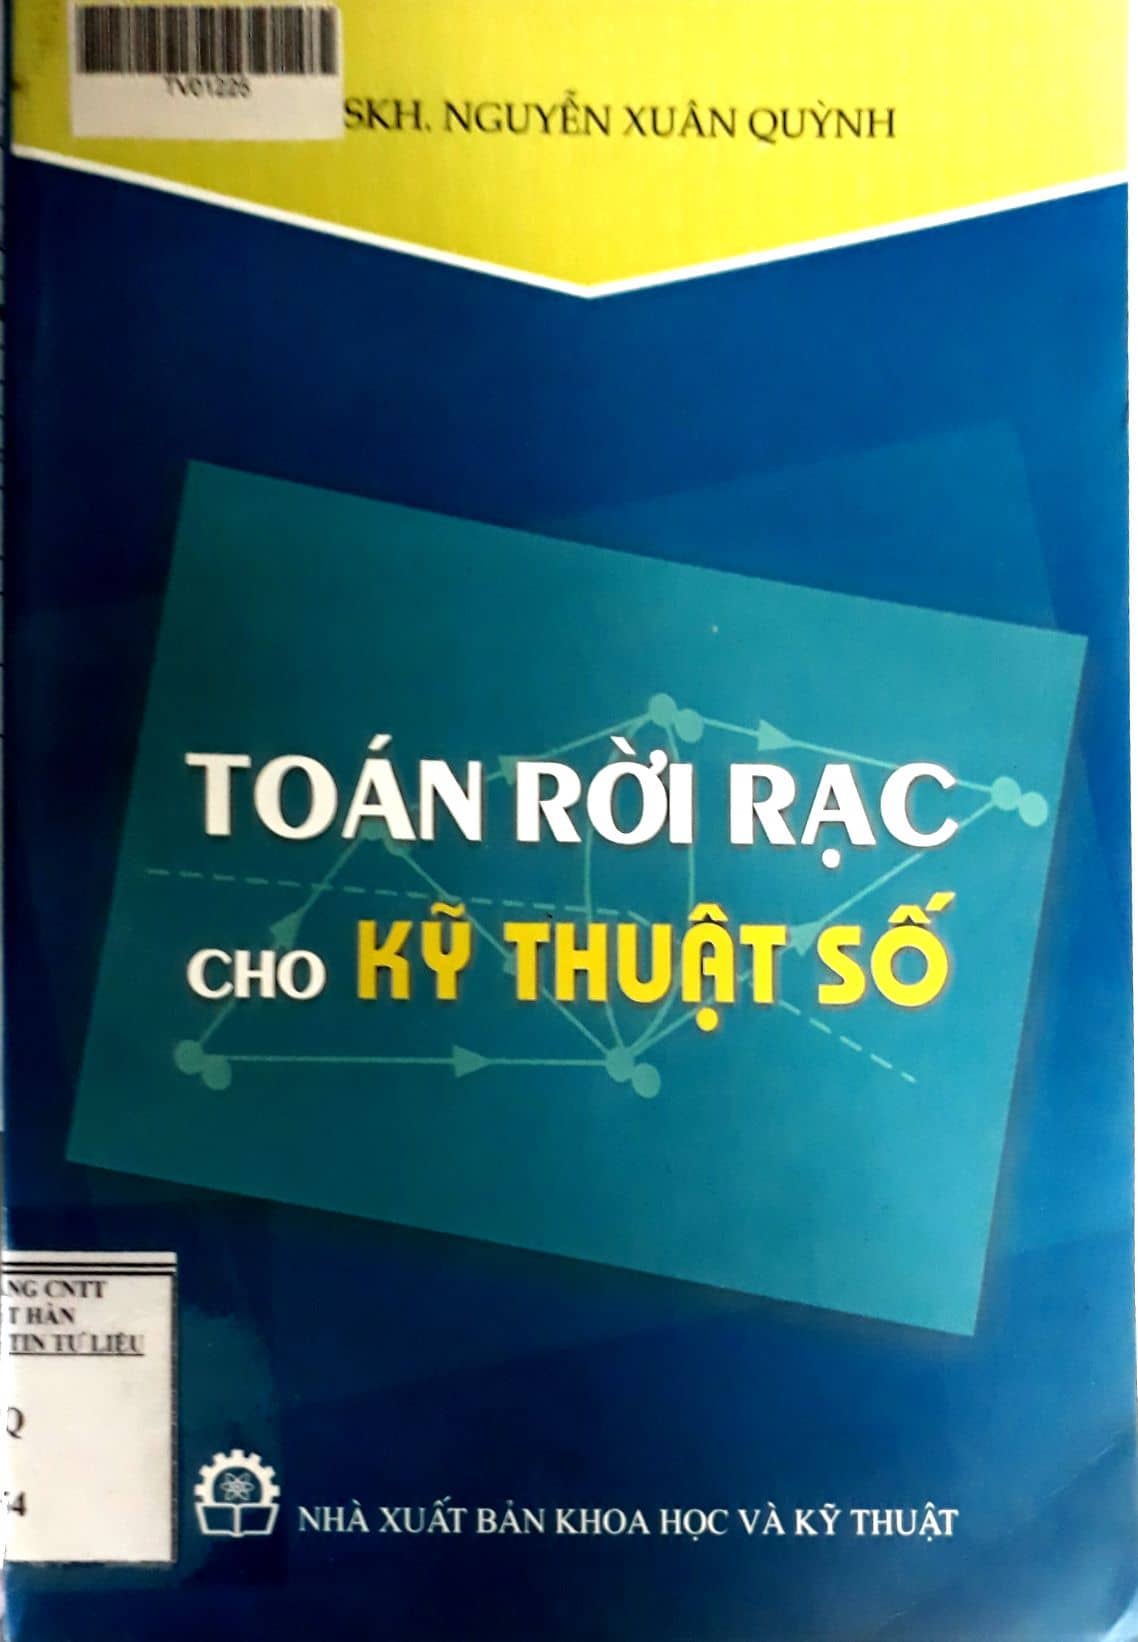 TV01225
SKH. NGUYỄN XUÂN QUỲNH
TOÁN RỜI RẠC
CHO KỸ THUẬT SỐ
NG CNTT
T HÀN
TIN TƯ LIỆU
Q
54
NHÀ XUẤT BẢN KHOA HỌC VÀ KỸ THUẬT